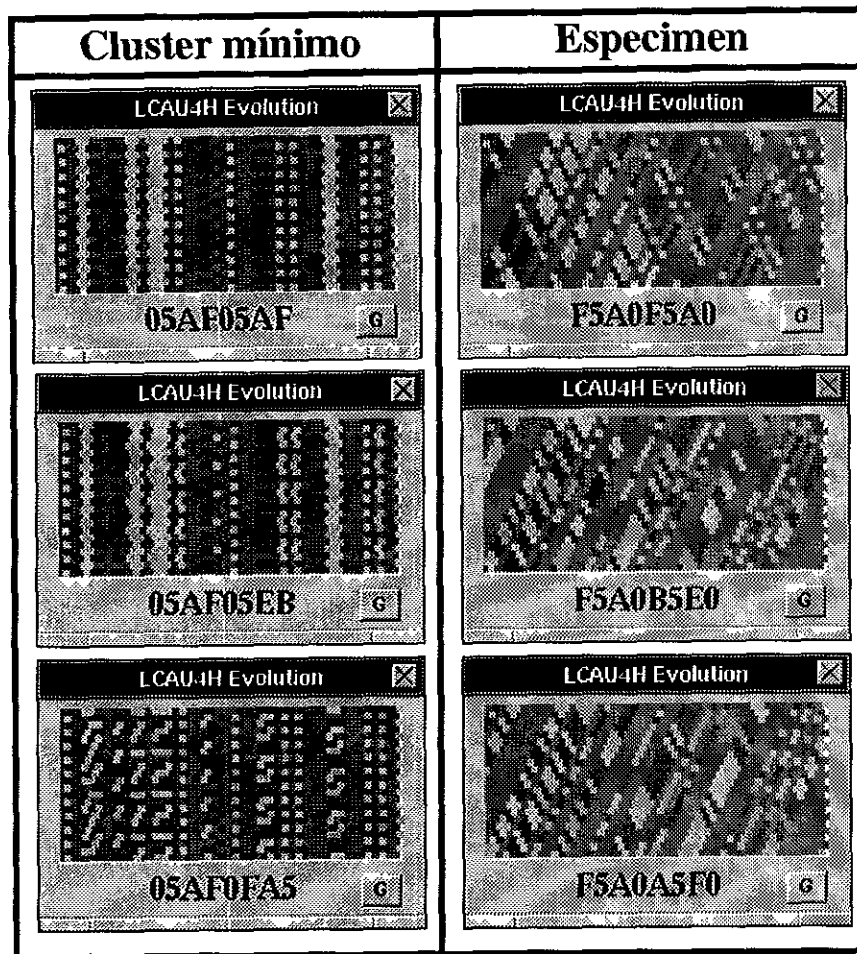 Cluster mínimo
Especimen
LCAU4H Evolution
LCAU4H Evolution
05AF05AF G
F5A0F5A0 G
LCAU4H Evolution
LCAU4H Evolution
05AF05EB G
F5A0B5E0 G
LCAU4H Evolution
LCAU4H Evolution
05AF0FA5 G
F5A0A5F0 G